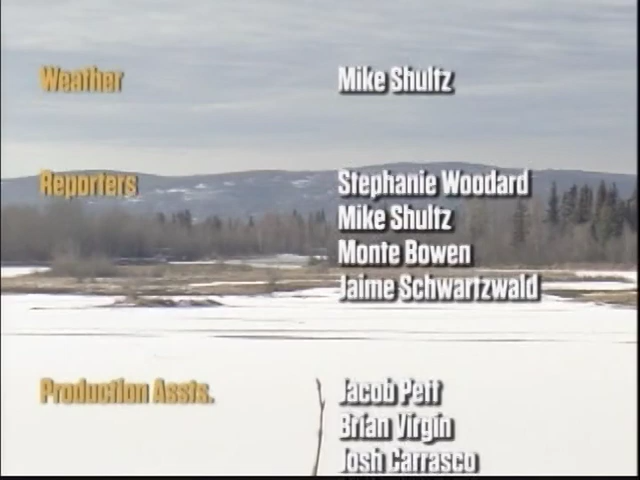 Weather Mike Shultz
Reporters Stephanie Woodard
Mike Shultz
Monte Bowen
Jaime Schwartzwald
Production Assts. Jacob Pett
Brian Virgin
Josh Carrasco